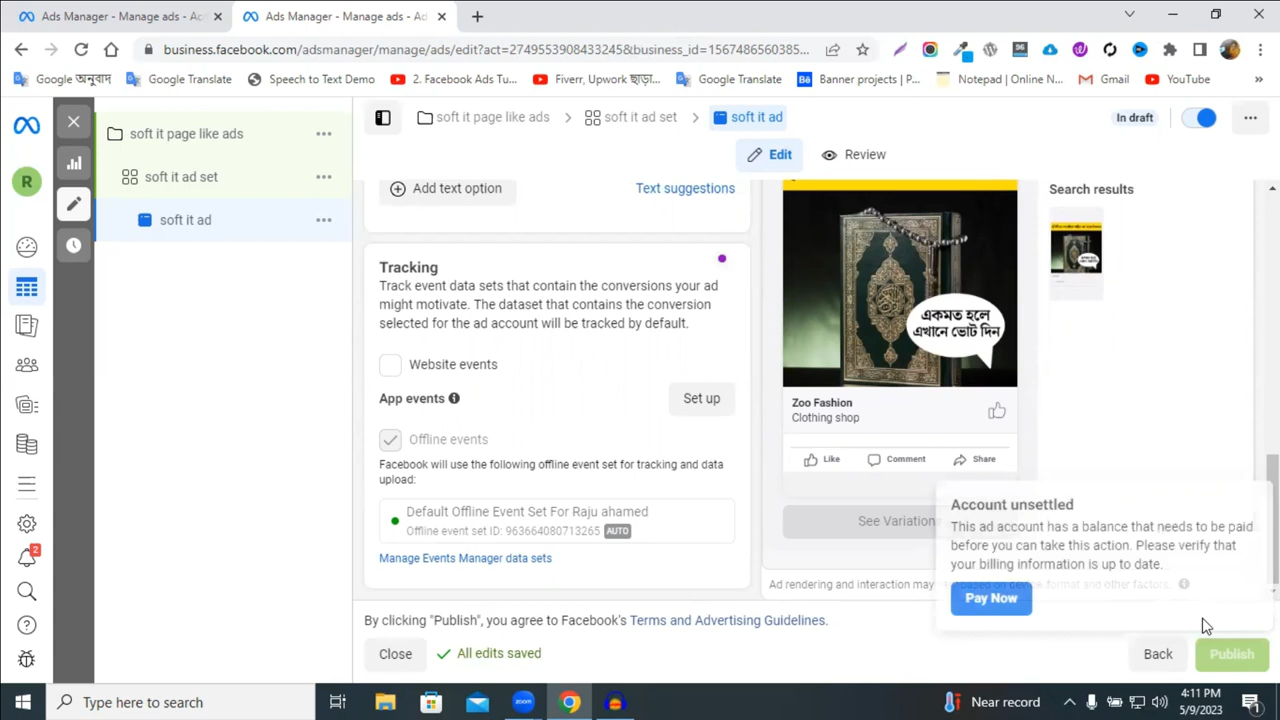 Ads Manager - Manage ads - Ac
Ads Manager - Manage ads - Ad
business.facebook.com/adsmanager/manage/ads/edit?act=2749553908433245&business_id=1567486560385...
Google অনুবাদ
Google Translate
Speech to Text Demo
2. Facebook Ads Tu...
Fiverr, Upwork ছাড়া...
Google Translate
Banner projects | P...
Notepad | Online N...
Gmail
YouTube
soft it page like ads
soft it ad set
soft it ad
In draft
R
soft it page like ads
soft it ad set
soft it ad
Edit
Review
Add text option
Text suggestions
Tracking
Track event data sets that contain the conversions your ad
might motivate. The dataset that contains the conversion
selected for the ad account will be tracked by default.
Website events
App events
Set up
Offline events
Facebook will use the following offline event set for tracking and data
upload:
Default Offline Event Set For Raju ahamed
Offline event set ID: 963664080713265 AUTO
Manage Events Manager data sets
Search results
একমত হলে
এখানে ভোট দিন
Zoo Fashion
Clothing shop
Like
Comment
Share
See Variation
Account unsettled
This ad account has a balance that needs to be paid
before you can take this action. Please verify that
your billing information is up to date.
Pay Now
Ad rendering and interaction may
based on device, format and other factors.
By clicking "Publish", you agree to Facebook's Terms and Advertising Guidelines.
Close
All edits saved
Back
Publish
2
Type here to search
zoom
Near record
4:11 PM
5/9/2023
1